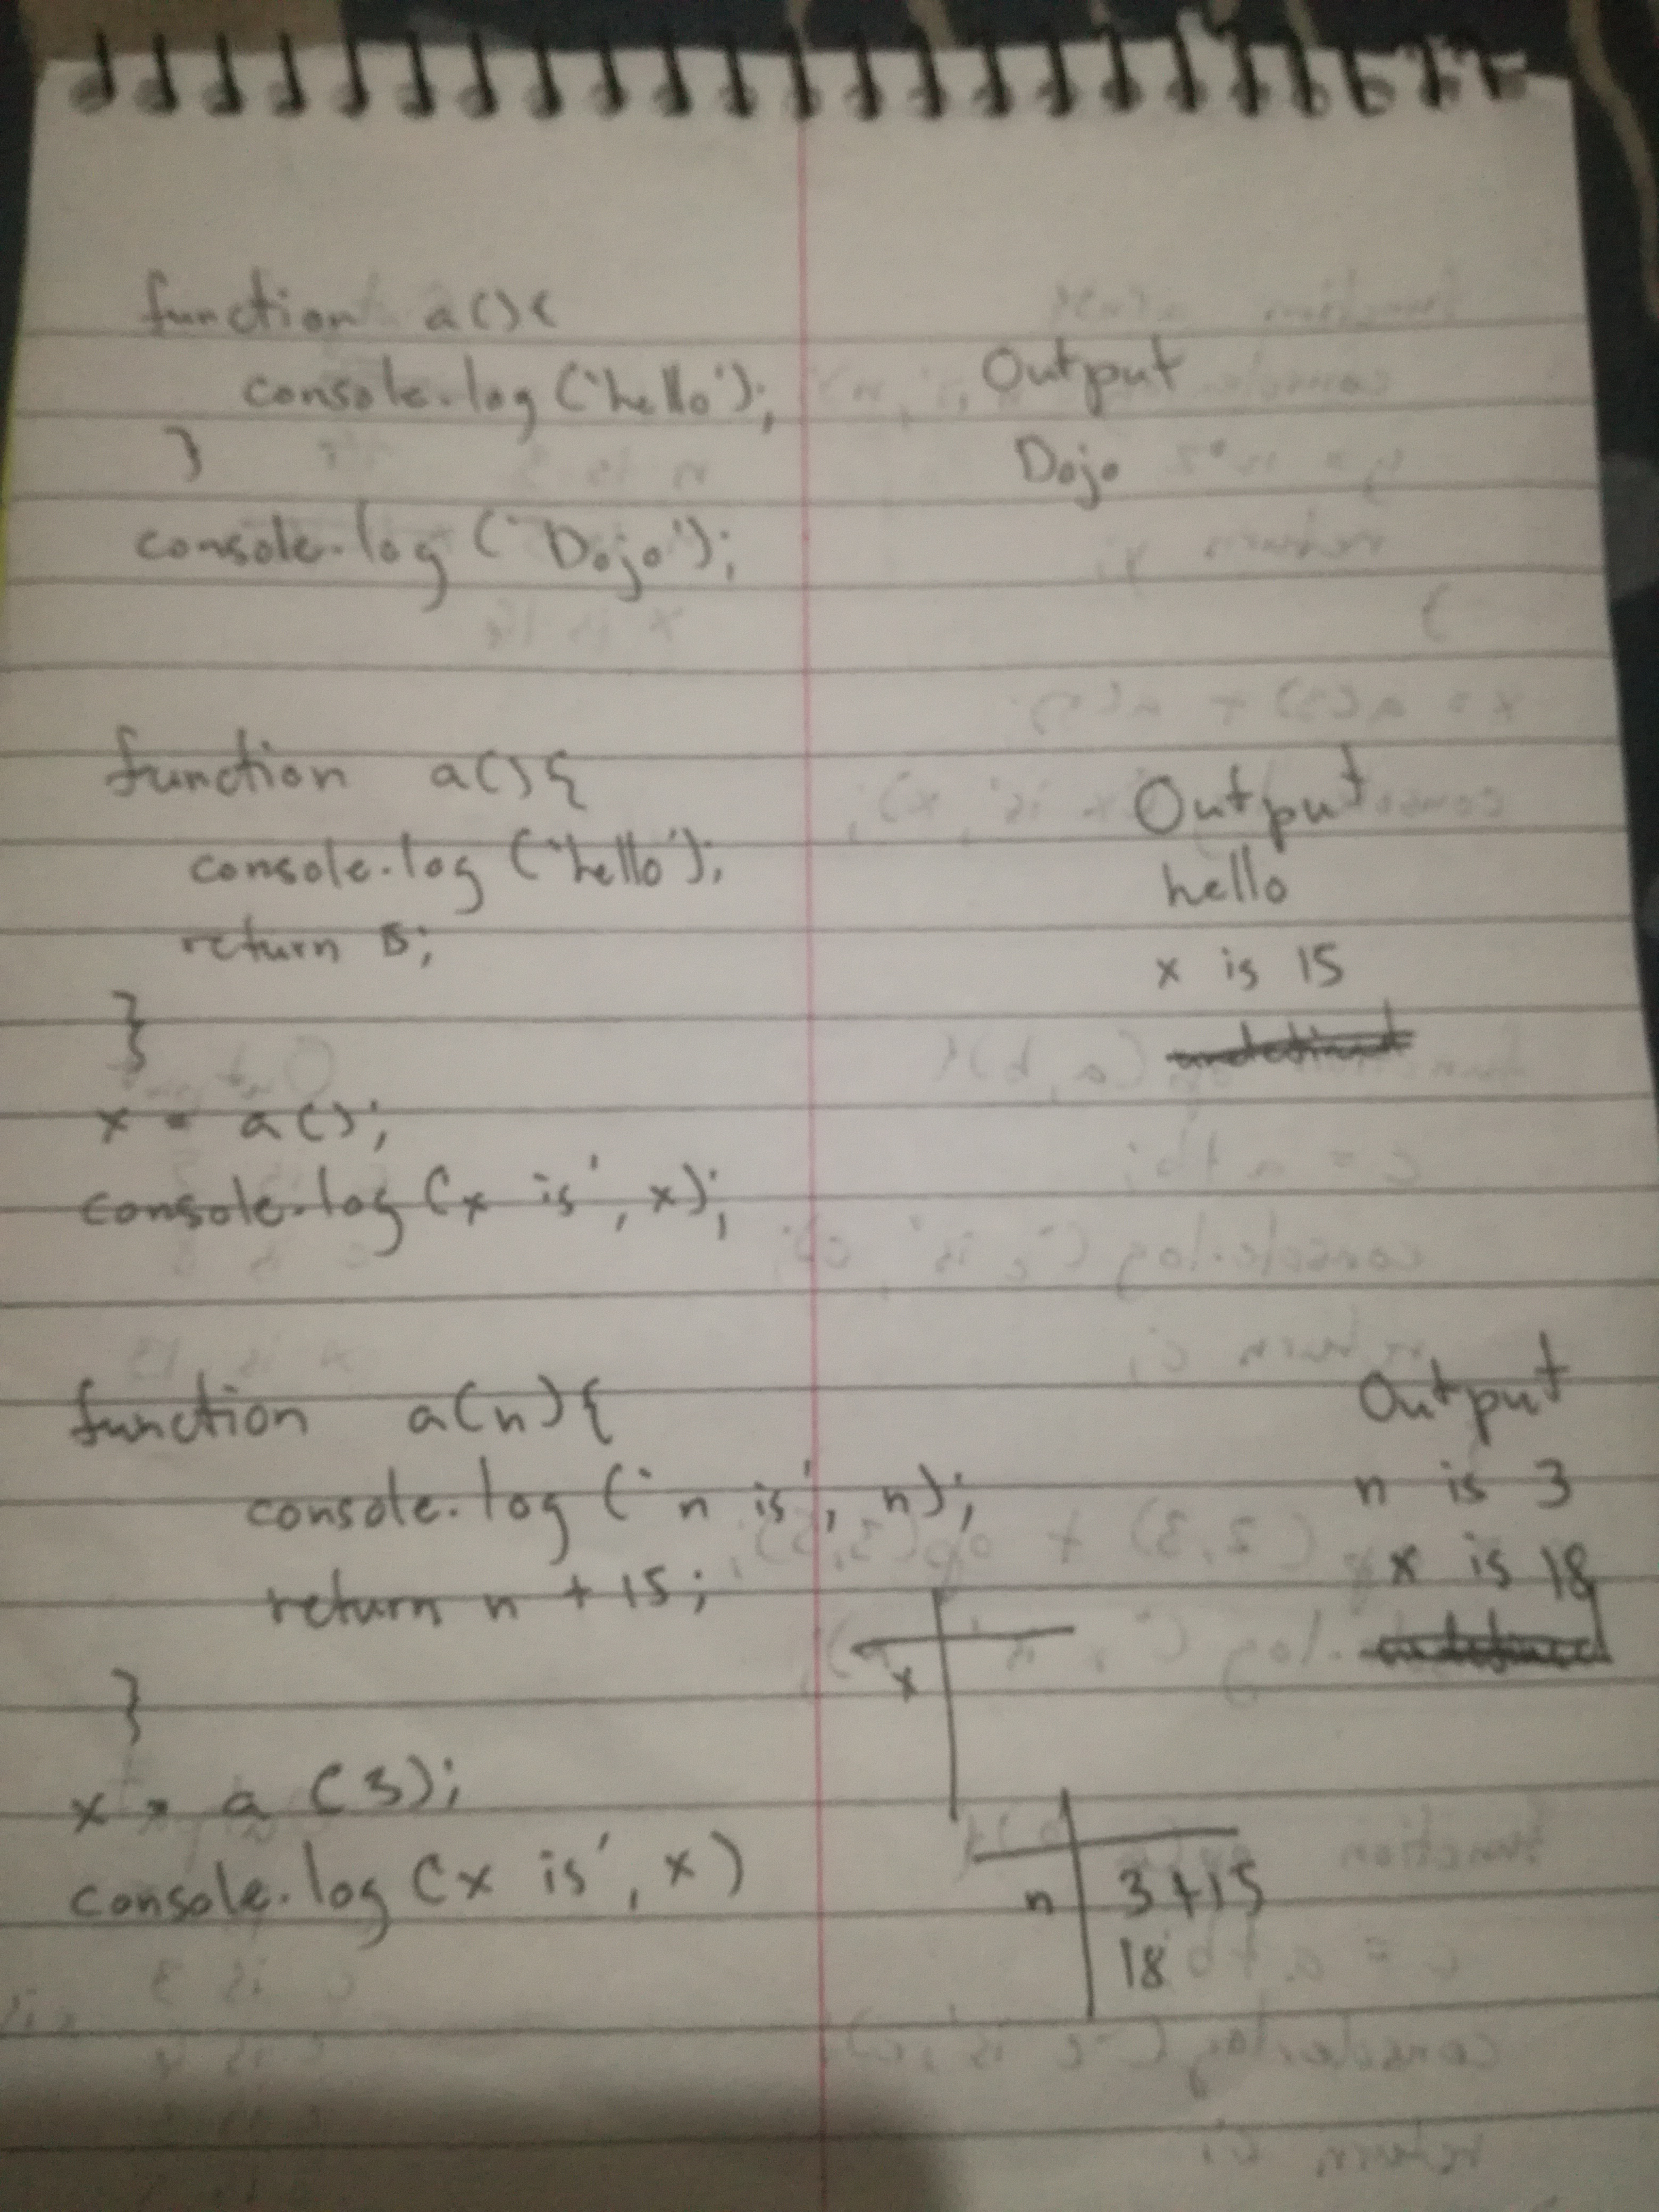 function a(){
console.log('hello');
}
console.log('Dojo');
Output
Dojo
function a(){
console.log('hello');
return 15;
}
x = a();
console.log(x is', x);
Output
hello
x is 15
function a(n){
console.log('n is', n);
return n + 15;
}
x = a (3);
console.log(x is', x)
Output
n is 3
x is 18
x
n 3+15
18